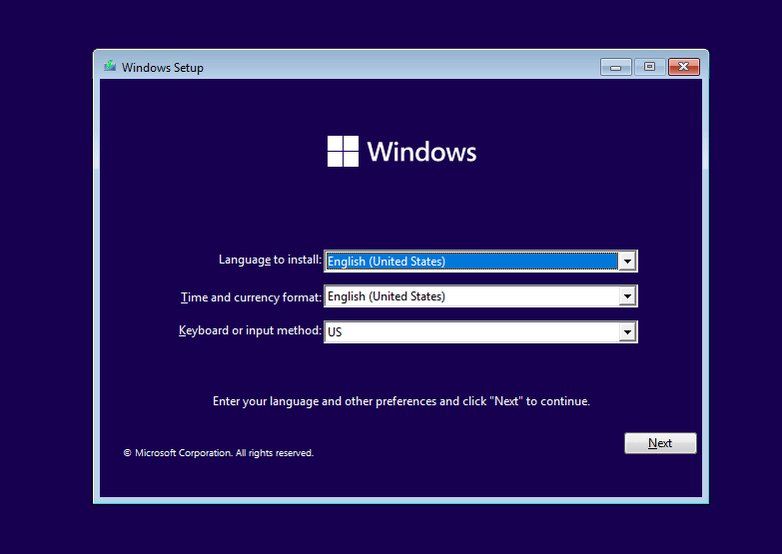 Windows Setup
Windows
Language to install: English (United States)
Time and currency format: English (United States)
Keyboard or input method: US
Enter your language and other preferences and click "Next" to continue.
Next
© Microsoft Corporation. All rights reserved.